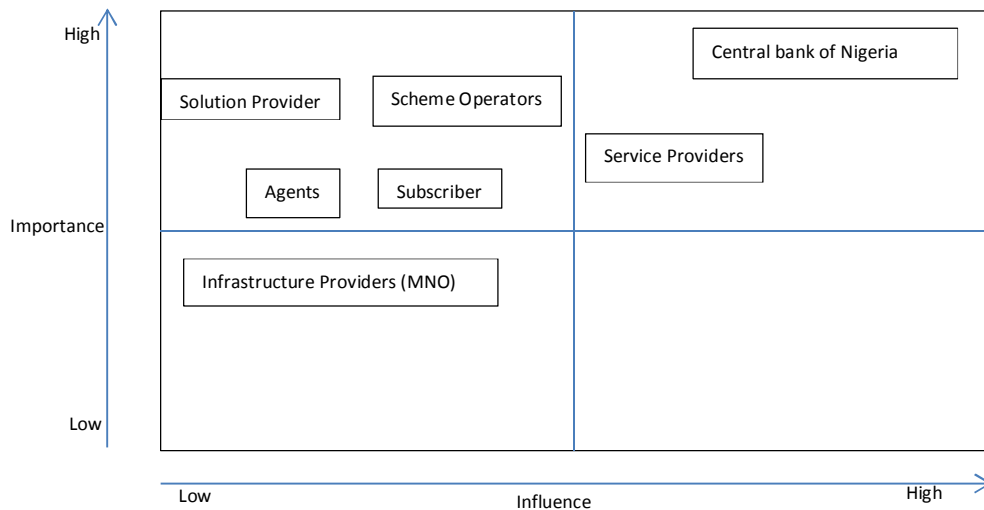 High
Central bank of Nigeria
Solution Provider
Scheme Operators
Service Providers
Agents
Subscriber
Importance
Infrastructure Providers (MNO)
Low
Low
Influence
High